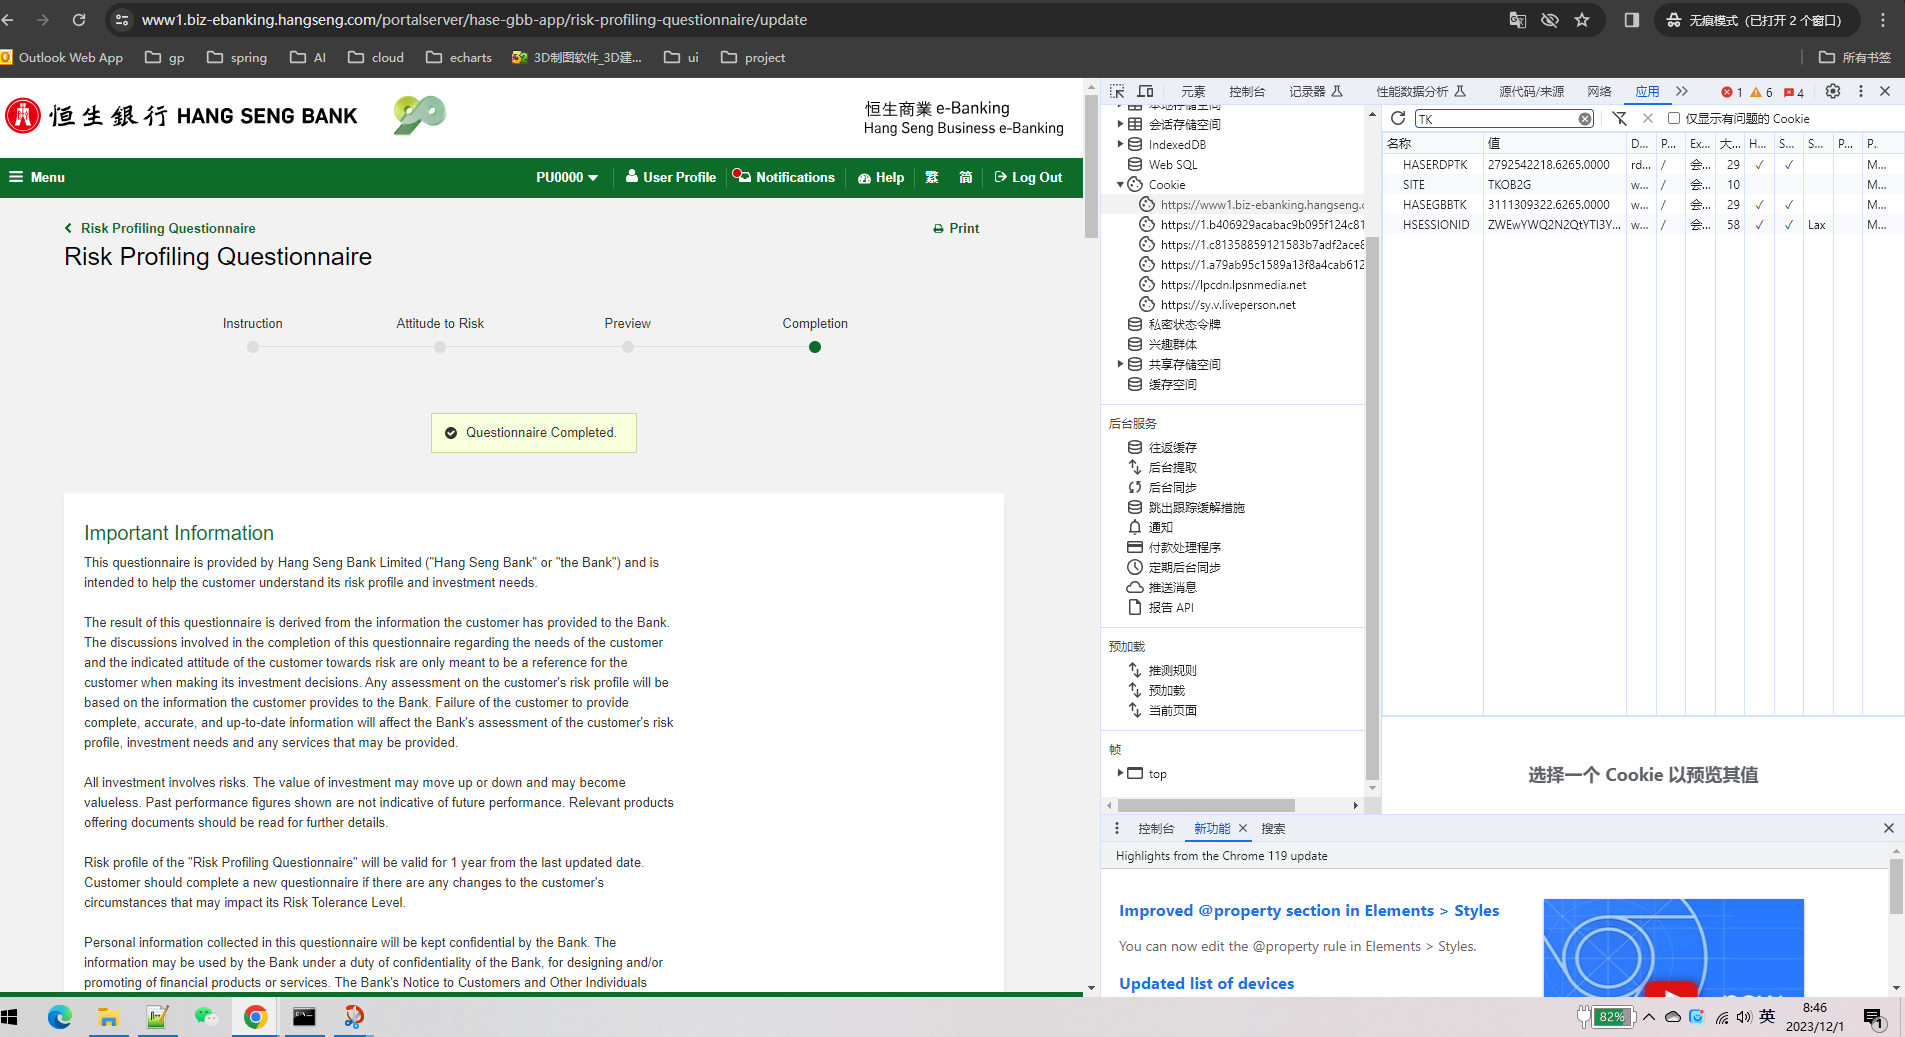 www1.biz-ebanking.hangseng.com/portalserver/hase-gbb-app/risk-profiling-questionnaire/update
无痕模式（已打开 2 个窗口）
Outlook Web App gp spring AI cloud echarts 3D制图软件_3D建... ui project 所有书签
恒生銀行 HANG SENG BANK
恒生商業 e-Banking
Hang Seng Business e-Banking
Menu PU0000 User Profile Notifications Help 繁 简 Log Out
Risk Profiling Questionnaire Print
Risk Profiling Questionnaire
Instruction Attitude to Risk Preview Completion
Questionnaire Completed.
Important Information
This questionnaire is provided by Hang Seng Bank Limited ("Hang Seng Bank" or "the Bank") and is
intended to help the customer understand its risk profile and investment needs.
The result of this questionnaire is derived from the information the customer has provided to the Bank.
The discussions involved in the completion of this questionnaire regarding the needs of the customer
and the indicated attitude of the customer towards risk are only meant to be a reference for the
customer when making its investment decisions. Any assessment on the customer's risk profile will be
based on the information the customer provides to the Bank. Failure of the customer to provide
complete, accurate, and up-to-date information will affect the Bank's assessment of the customer's risk
profile, investment needs and any services that may be provided.
All investment involves risks. The value of investment may move up or down and may become
valueless. Past performance figures shown are not indicative of future performance. Relevant products
offering documents should be read for further details.
Risk profile of the "Risk Profiling Questionnaire" will be valid for 1 year from the last updated date.
Customer should complete a new questionnaire if there are any changes to the customer's
circumstances that may impact its Risk Tolerance Level.
Personal information collected in this questionnaire will be kept confidential by the Bank. The
information may be used by the Bank under a duty of confidentiality of the Bank, for designing and/or
promoting of financial products or services. The Bank's Notice to Customers and Other Individuals
元素 控制台 记录器 性能数据分析 源代码/来源 网络 应用 1 6 4
本地存储空间
会话存储空间
IndexedDB
Web SQL
Cookie
https://www1.biz-ebanking.hangseng.c
https://1.b406929acabac9b095f124c81
https://1.c81358859121583b7adf2ace8
https://1.a79ab95c1589a13f8a4cab612
https://lpcdn.lpsnmedia.net
https://sy.v.liveperson.net
私密状态令牌
兴趣群体
共享存储空间
缓存空间
后台服务
往返缓存
后台提取
后台同步
跳出跟踪缓解措施
通知
付款处理程序
定期后台同步
推送消息
报告 API
预加载
推测规则
预加载
当前页面
帧
top
TK 仅显示有问题的 Cookie
名称 值 D... P... Ex... 大... H... S... S... P... P.
HASERDPTK 2792542218.6265.0000 rd... / 会... 29 ✓ ✓ M...
SITE TKOB2G w... / 会... 10 M...
HASEGBBTK 3111309322.6265.0000 w... / 会... 29 ✓ ✓ M...
HSESSIONID ZWEwYWQ2N2QtYTI3Y... w... / 会... 58 ✓ ✓ Lax M...
选择一个 Cookie 以预览其值
控制台 新功能 搜索
Highlights from the Chrome 119 update
Improved @property section in Elements > Styles
You can now edit the @property rule in Elements > Styles.
Updated list of devices
82% 英 8:46
2023/12/1
1